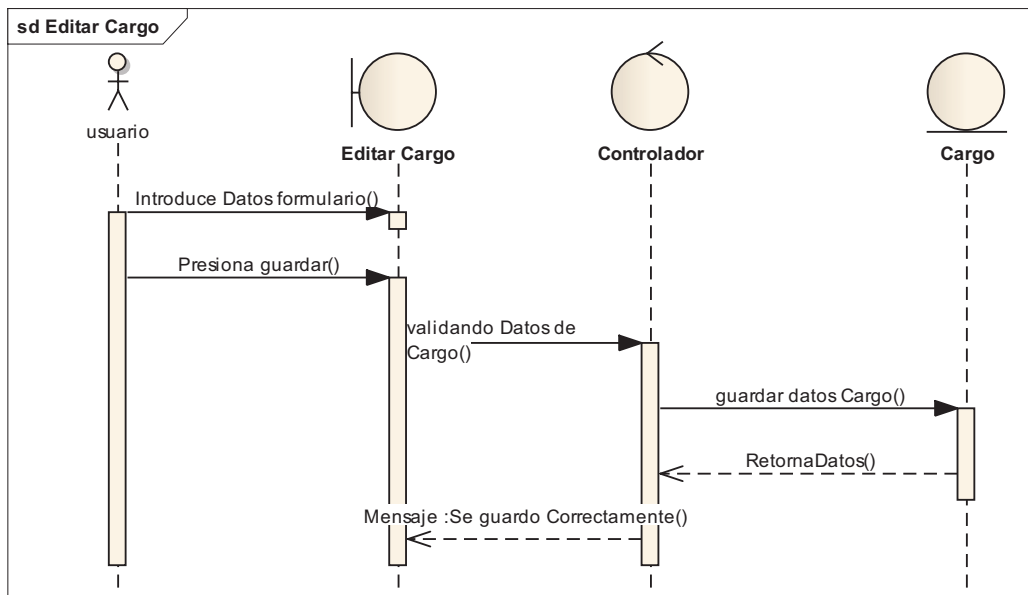 sd Editar Cargo
usuario
Editar Cargo
Controlador
Cargo
Introduce Datos formulario()
Presiona guardar()
validando Datos de
Cargo()
guardar datos Cargo()
RetornaDatos()
Mensaje :Se guardo Correctamente()